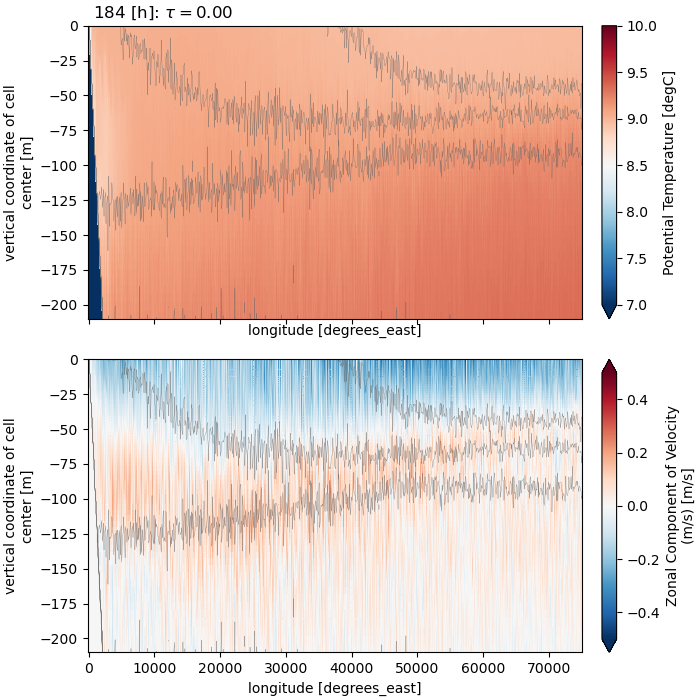 184 [h]: τ = 0.00
0
−25
−50
−75
−100
−125
−150
−175
−200
vertical coordinate of cell
center [m]
longitude [degrees_east]
10.0
9.5
9.0
8.5
8.0
7.5
7.0
Potential Temperature [degC]
0
−25
−50
−75
−100
−125
−150
−175
−200
vertical coordinate of cell
center [m]
0 10000 20000 30000 40000 50000 60000 70000
longitude [degrees_east]
0.4
0.2
0.0
−0.2
−0.4
Zonal Component of Velocity
(m/s) [m/s]